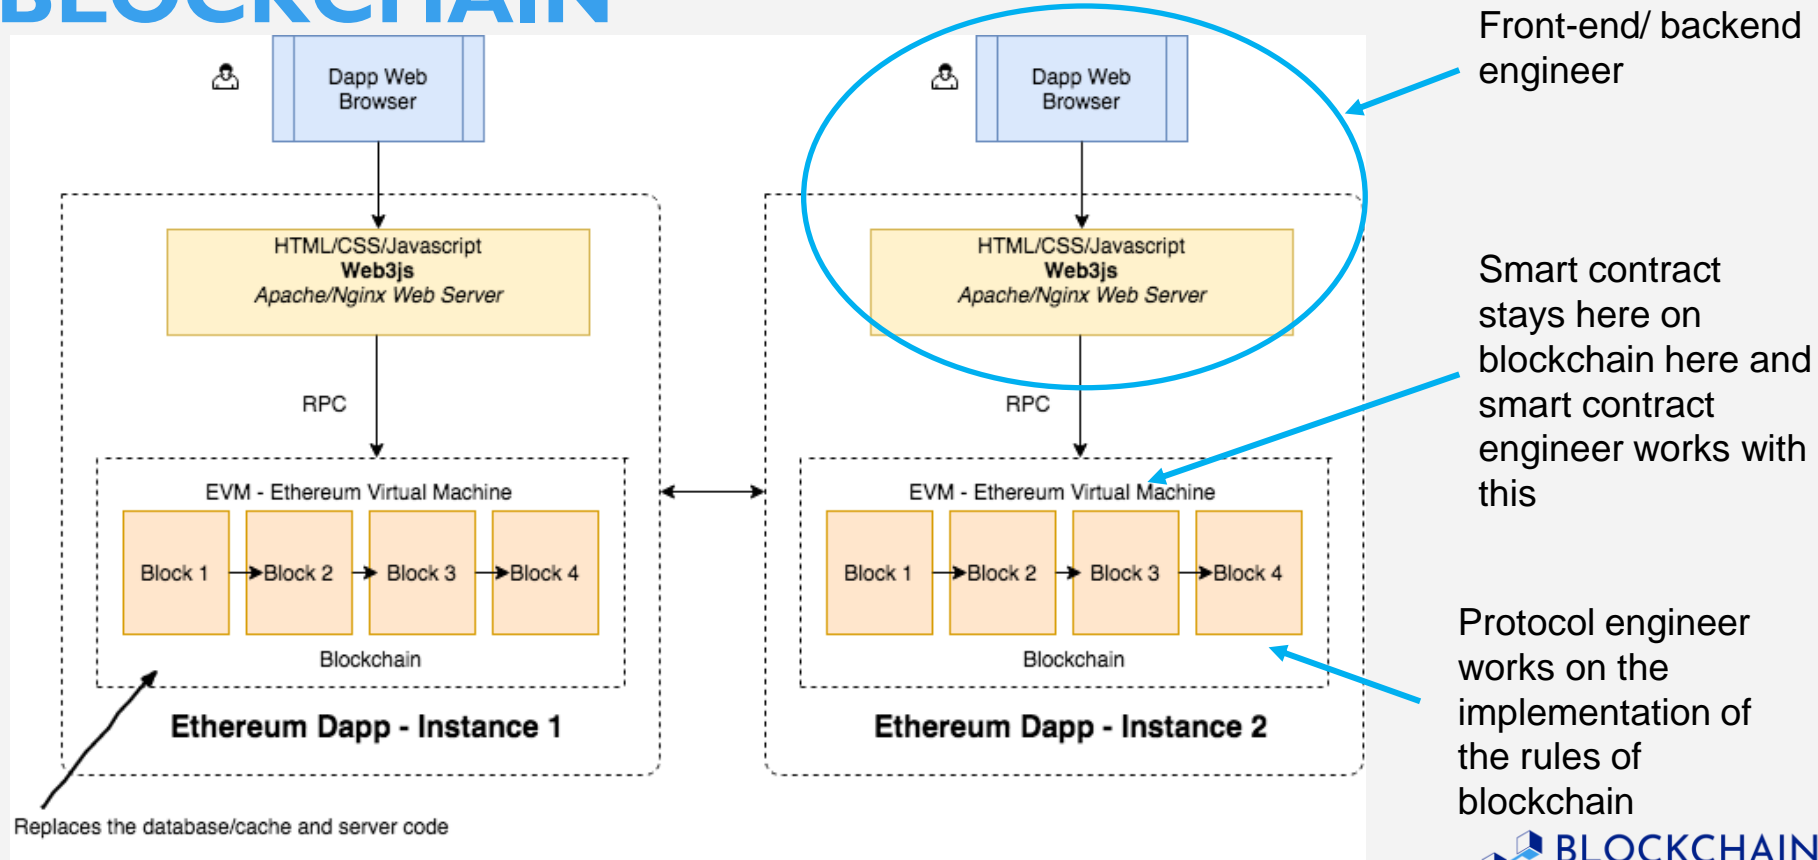 BLOCKCHAIN
Dapp Web
Browser
HTML/CSS/Javascript
Web3js
Apache/Nginx Web Server
RPC
EVM - Ethereum Virtual Machine
Block 1
Block 2
Block 3
Block 4
Blockchain
Ethereum Dapp - Instance 1
Replaces the database/cache and server code
Dapp Web
Browser
HTML/CSS/Javascript
Web3js
Apache/Nginx Web Server
RPC
EVM - Ethereum Virtual Machine
Block 1
Block 2
Block 3
Block 4
Blockchain
Ethereum Dapp - Instance 2
Front-end/ backend
engineer
Smart contract
stays here on
blockchain here and
smart contract
engineer works with
this
Protocol engineer
works on the
implementation of
the rules of
blockchain
BLOCKCHAIN